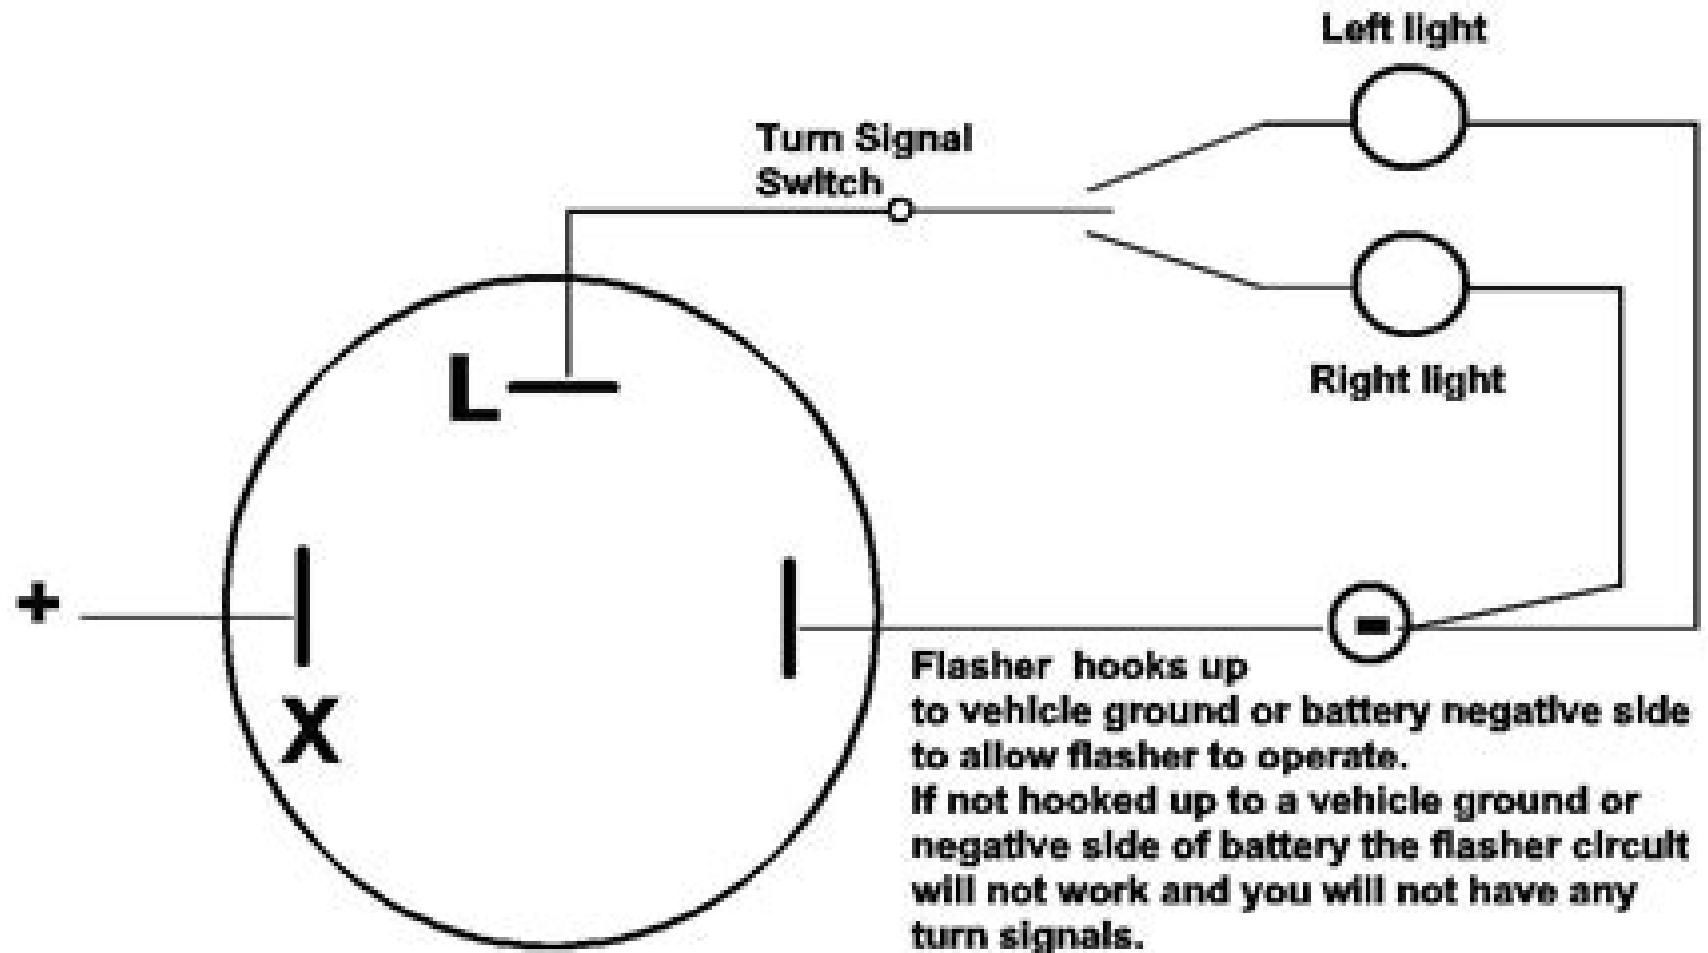 Left light
Turn Signal
Switch
L
Right light
+
-
X
Flasher hooks up
to vehicle ground or battery negative side
to allow flasher to operate.
If not hooked up to a vehicle ground or
negative side of battery the flasher circuit
will not work and you will not have any
turn signals.